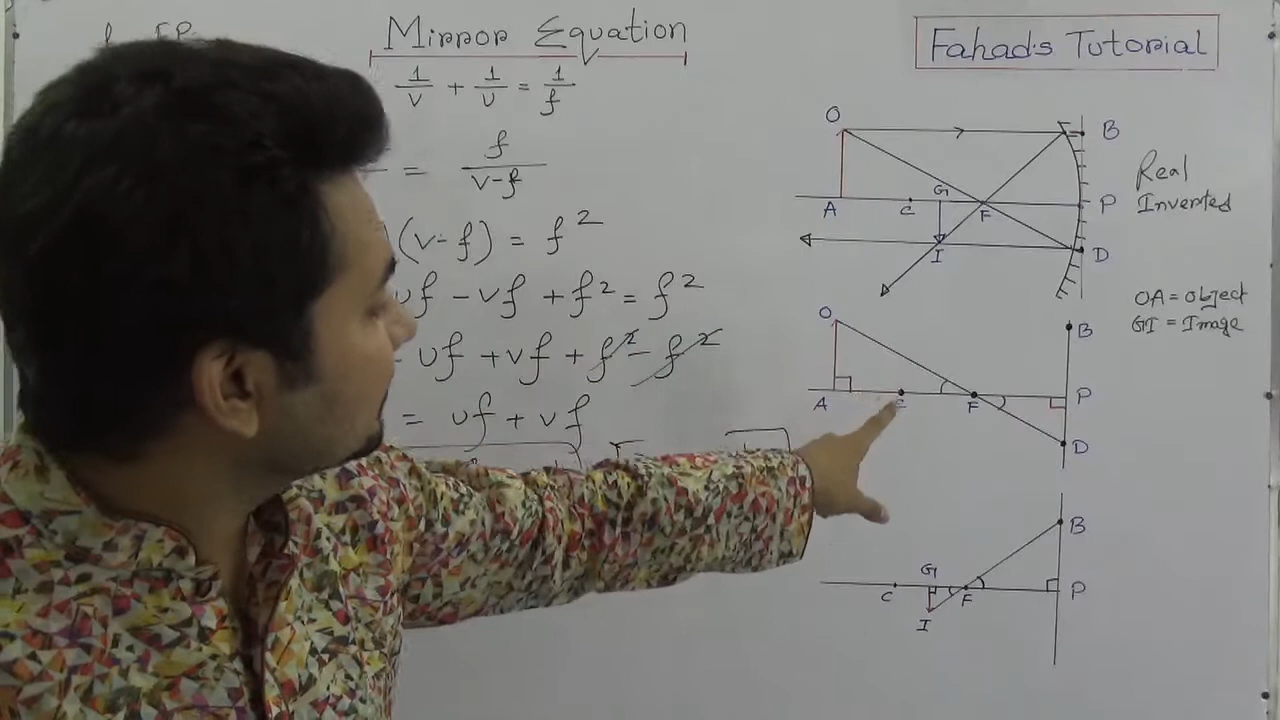 Mirror Equation
1/v + 1/u = 1/f
= f/v-f
(v-f) = f²
uf - vf + f² = f²
- uf + vf + f² - f²
= uf + vf
Fahad's Tutorial
O
B
Real
Inverted
A
C
G
F
P
I
D
OA = object
GI = Image
O
B
A
C
F
P
D
B
G
C
F
P
I